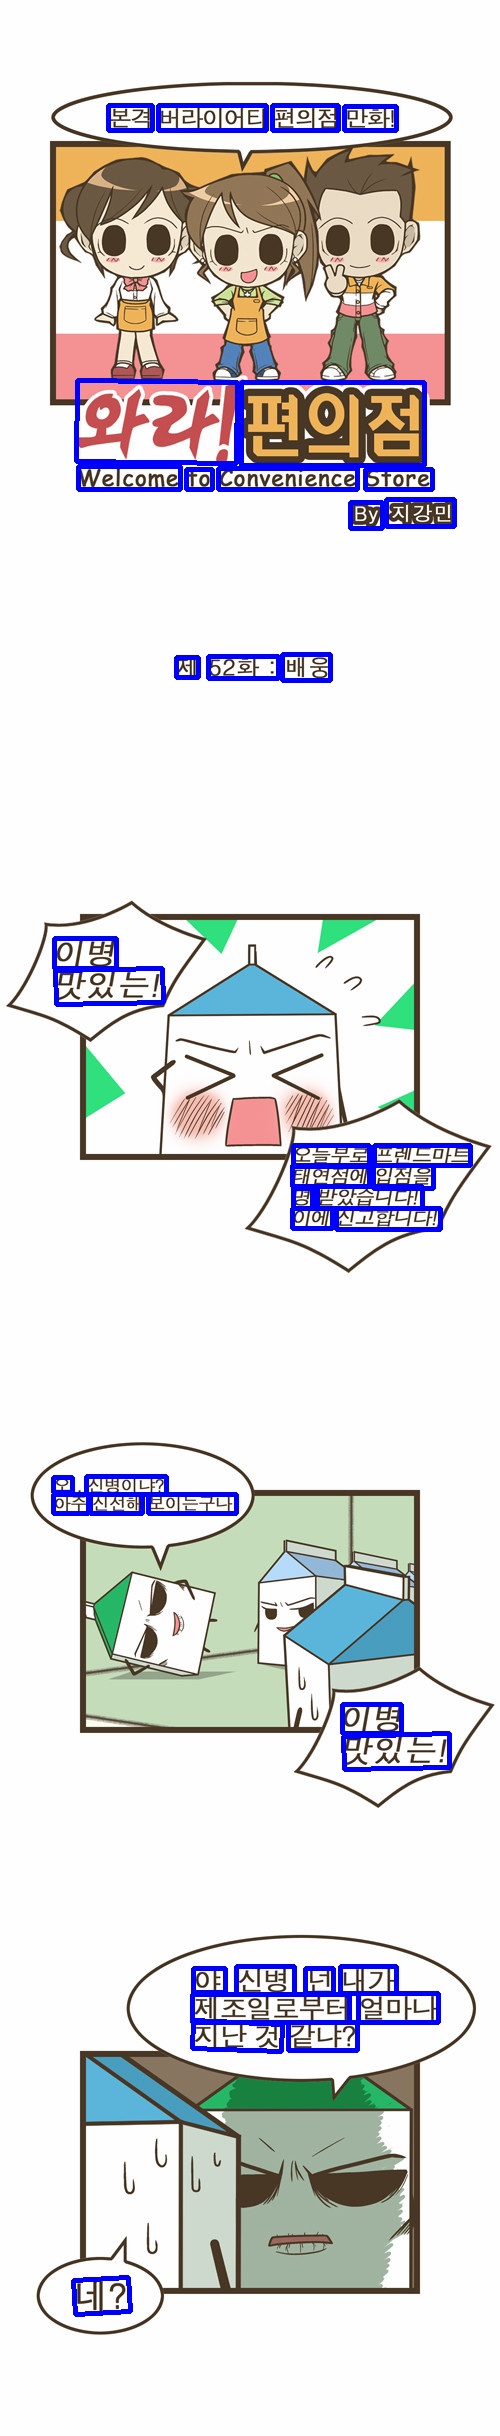 본격 버라이어티 편의점 만화!
와라! 편의점
Welcome to Convenience Store
By 지강민
제 52화 : 배웅
이병
맛있는!
오늘부로 프렌드마트
태연점에 입점을
명 받았습니다!
이에 신고합니다!
오, 신병이냐?
아주 신선해 보이는구나
이병
맛있는!
야 신병 넌 내가
제조일로부터 얼마나
지난 것 같냐?
네?